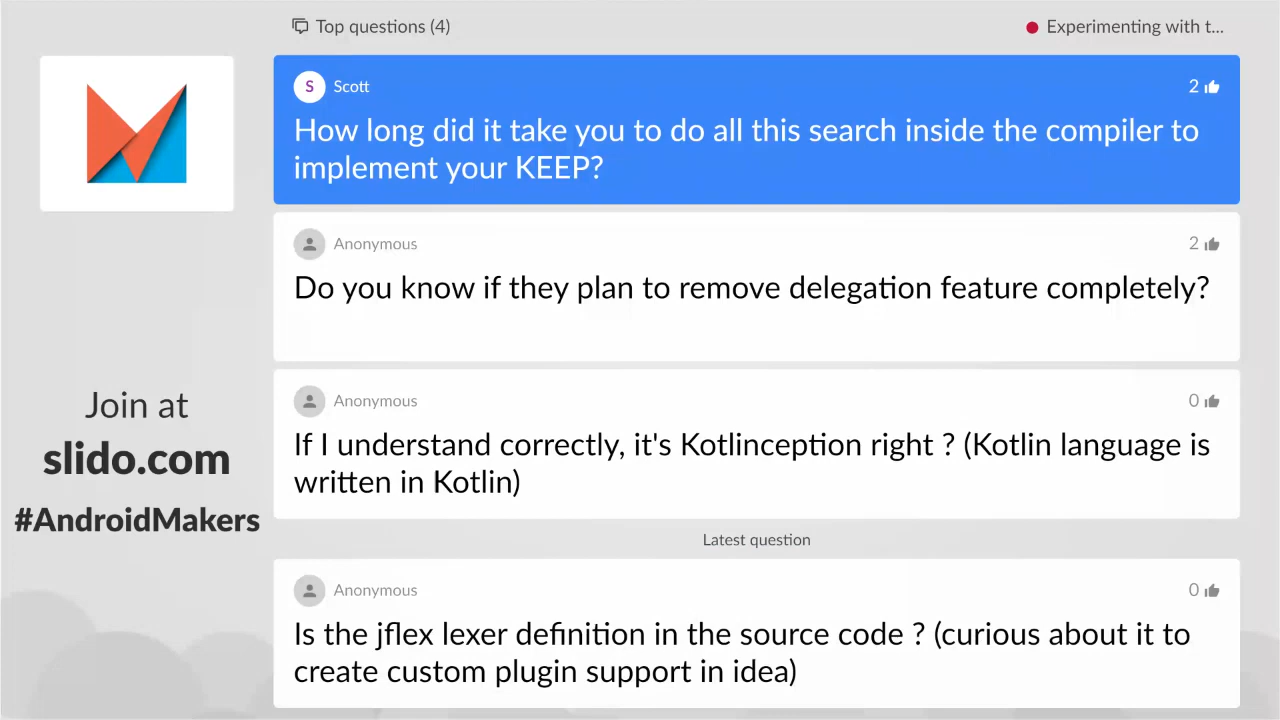 Top questions (4)
Experimenting with t...
S Scott
2
How long did it take you to do all this search inside the compiler to
implement your KEEP?
Anonymous
2
Do you know if they plan to remove delegation feature completely?
Anonymous
0
If I understand correctly, it's Kotlinception right ? (Kotlin language is
written in Kotlin)
Join at
slido.com
#AndroidMakers
Latest question
Anonymous
0
Is the jflex lexer definition in the source code ? (curious about it to
create custom plugin support in idea)